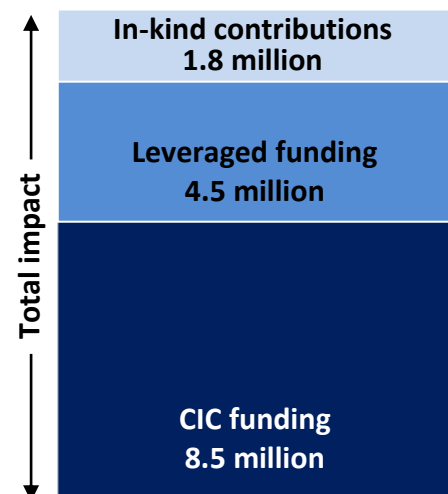 In-kind contributions
1.8 million
Leveraged funding
4.5 million
Total impact
CIC funding
8.5 million